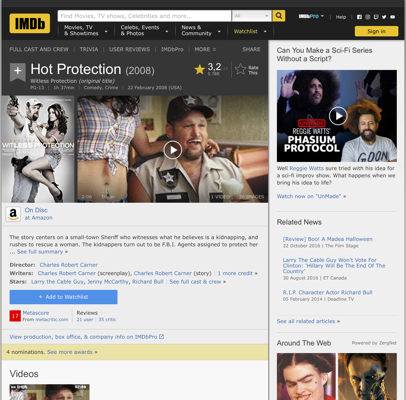 IMDb
Find Movies, TV shows, Celebrities and more...
All
IMDbPro
Help
Movies, TV
& Showtimes
Celebs, Events
& Photos
News &
Community
Watchlist
Sign in
FULL CAST AND CREW | TRIVIA | USER REVIEWS | IMDbPro | MORE
SHARE
Hot Protection (2008)
Witless Protection (original title)
PG-13 | 1h 37min | Comedy, Crime | 22 February 2008 (USA)
3,2
Rate
This
WITLESS PROTECTION
1 VIDEO
IMAGES
On Disc
at Amazon
The story centers on a small-town Sheriff who witnesses what he believes is a kidnapping, and
rushes to rescue a woman. The kidnappers turn out to be F.B.I. Agents assigned to protect her
... See full summary »
Director: Charles Robert Carner
Writers: Charles Robert Carner (screenplay), Charles Robert Carner (story) | 1 more credit »
Stars: Larry the Cable Guy, Jenny McCarthy, Richard Bull | See full cast & crew »
+ Add to Watchlist
17
Metascore
From metacritic.com
Reviews
21 user | 35 critic
View production, box office, & company info on IMDbPro
4 nominations. See more awards »
Videos
Can You Make a Sci-Fi Series
Without a Script?
REGGIE WATTS'
PHASIUM
PROTOCOL
Well Reggie Watts sure tried with his idea for
a sci-fi improv show. What happens when we
bring his idea to life?
Watch now on "UnMade" »
Related News
[Review] Boo! A Madea Halloween
22 October 2016 | The Film Stage
Larry The Cable Guy Won't Vote For
Clinton: 'Hillary Will Be The End Of The
Country'
30 August 2016 | ET Canada
R.I.P. Character Actor Richard Bull
05 February 2014 | Deadline TV
See all related articles »
Around The Web
Powered by ZergNet